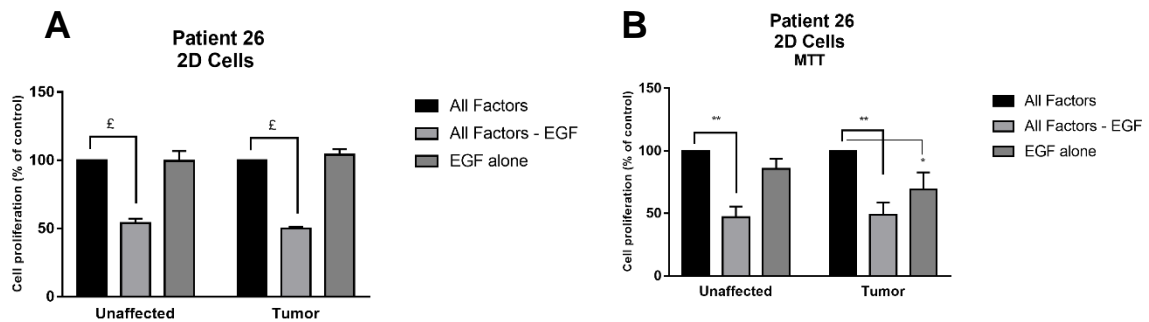 A
Patient 26
2D Cells
Cell proliferation (% of control)
150
100
50
0
£
£
Unaffected
Tumor
All Factors
All Factors - EGF
EGF alone
B
Patient 26
2D Cells
MTT
Cell proliferation (% of control)
150
100
50
0
**
**
*
Unaffected
Tumor
All Factors
All Factors - EGF
EGF alone